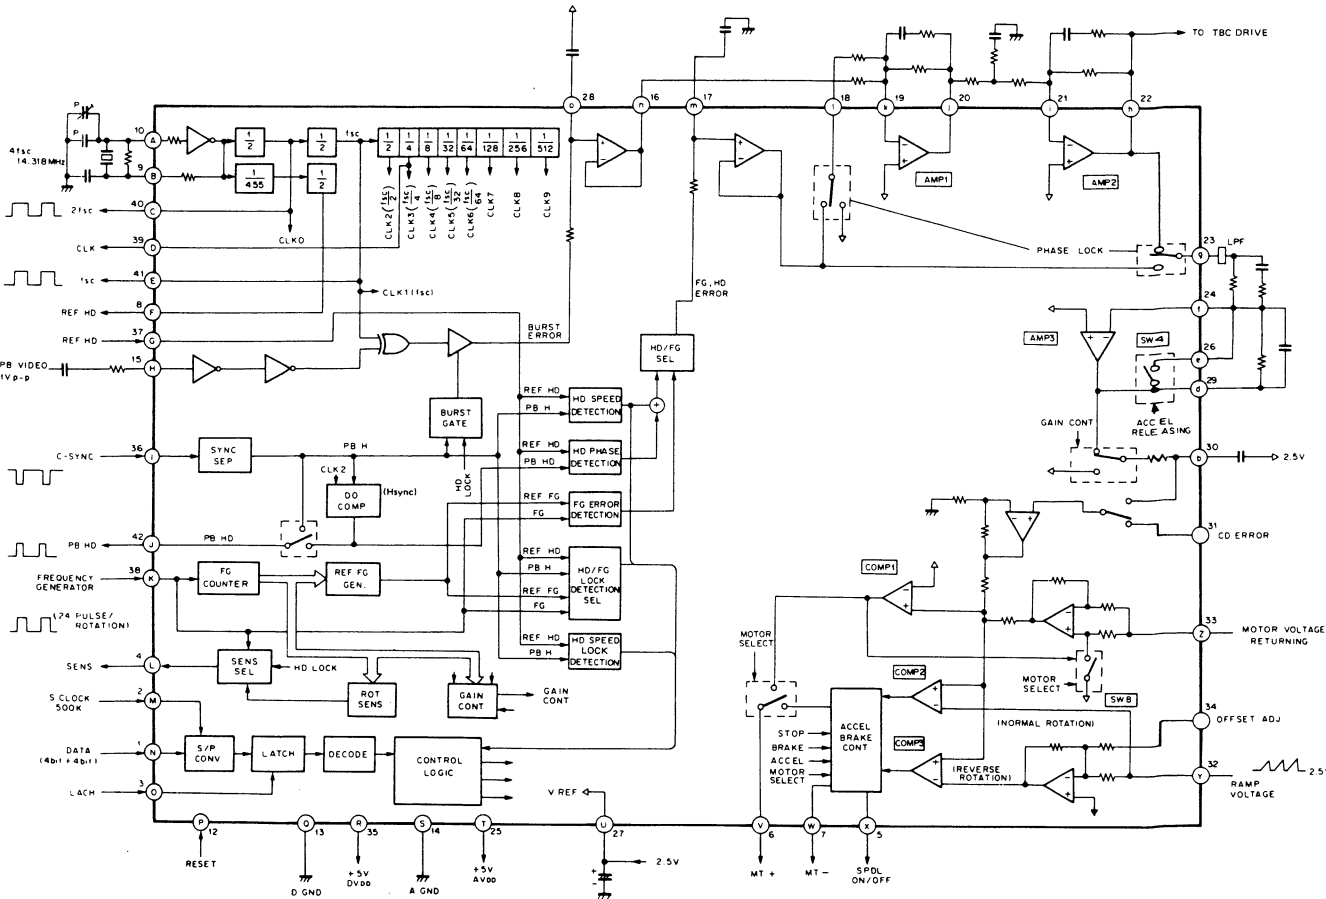 28
16
17
18
19
20
21
22
TO TBC DRIVE
o
n
m
l
k
j
i
h
P
P
4fsc
14.318MHz
10
A
9
B
1/2
1/2
fsc
1/2
1/4
1/8
1/32
1/64
1/128
1/256
1/512
1/455
1/2
CLK2(fsc/2)
CLK3(fsc/4)
CLK4(fsc/8)
CLK5(fsc/32)
CLK6(fsc/64)
CLK7
CLK8
CLK9
AMP1
AMP2
40
C
2fsc
CLK0
39
D
CLK
41
E
fsc
CLK1(fsc)
8
F
REF HD
37
G
REF HD
15
H
PB VIDEO
1V p-p
BURST
ERROR
FG, HD
ERROR
PHASE LOCK
23
g
LPF
24
f
AMP3
SW4
26
e
29
d
ACCEL
RELEASING
GAIN CONT
30
b
2.5V
31
CD ERROR
HD/FG
SEL
BURST
GATE
HD
LOCK
REF HD
PB H
HD SPEED
DETECTION
REF HD
PB HD
HD PHASE
DETECTION
REF FG
FG
FG ERROR
DETECTION
REF HD
PB H
REF FG
FG
HD/FG
LOCK
DETECTION
SEL
REF HD
PB H
HD SPEED
LOCK
DETECTION
36
I
C-SYNC
SYNC
SEP
PB H
CLK2
DO
COMP
(Hsync)
42
J
PB HD
PB HD
38
K
FREQUENCY
GENERATOR
(24 PULSE/
ROTATION)
FG
COUNTER
REF FG
GEN.
4
L
SENS
SENS
SEL
HD LOCK
ROT
SENS
GAIN
CONT
GAIN
CONT
2
M
S CLOCK
500K
1
N
DATA
(4bit+4bit)
S/P
CONV
LATCH
DECODE
CONTROL
LOGIC
3
O
LACH
COMP1
COMP2
COMP3
MOTOR
SELECT
ACCEL
BRAKE
CONT
STOP
BRAKE
ACCEL
MOTOR
SELECT
(NORMAL ROTATION)
(REVERSE
ROTATION)
MOTOR
SELECT
SW8
33
Z
MOTOR VOLTAGE
RETURNING
34
OFFSET ADJ
32
Y
RAMP
VOLTAGE
2.5V
V REF
P
12
RESET
Q
13
D GND
R
35
+5V
DVDD
S
14
A GND
T
25
+5V
AVDD
U
27
2.5V
V
6
MT +
W
7
MT -
X
5
SPDL
ON/OFF